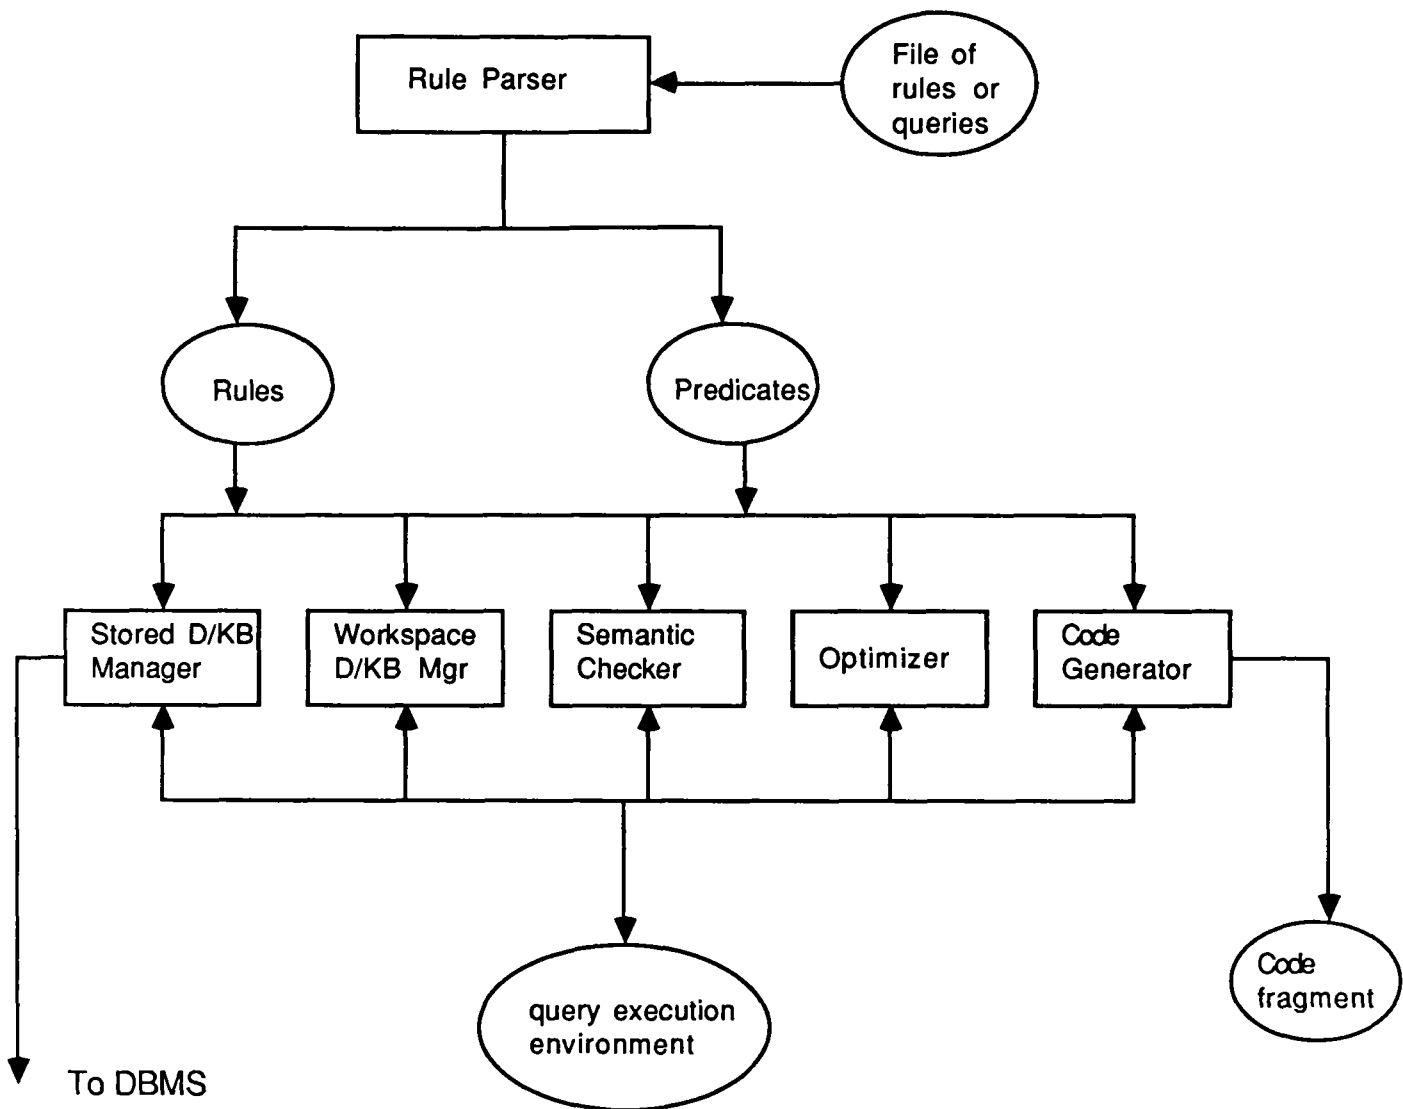 Rule Parser
File of
rules or
queries
Rules
Predicates
Stored D/KB
Manager
Workspace
D/KB Mgr
Semantic
Checker
Optimizer
Code
Generator
query execution
environment
Code
fragment
To DBMS